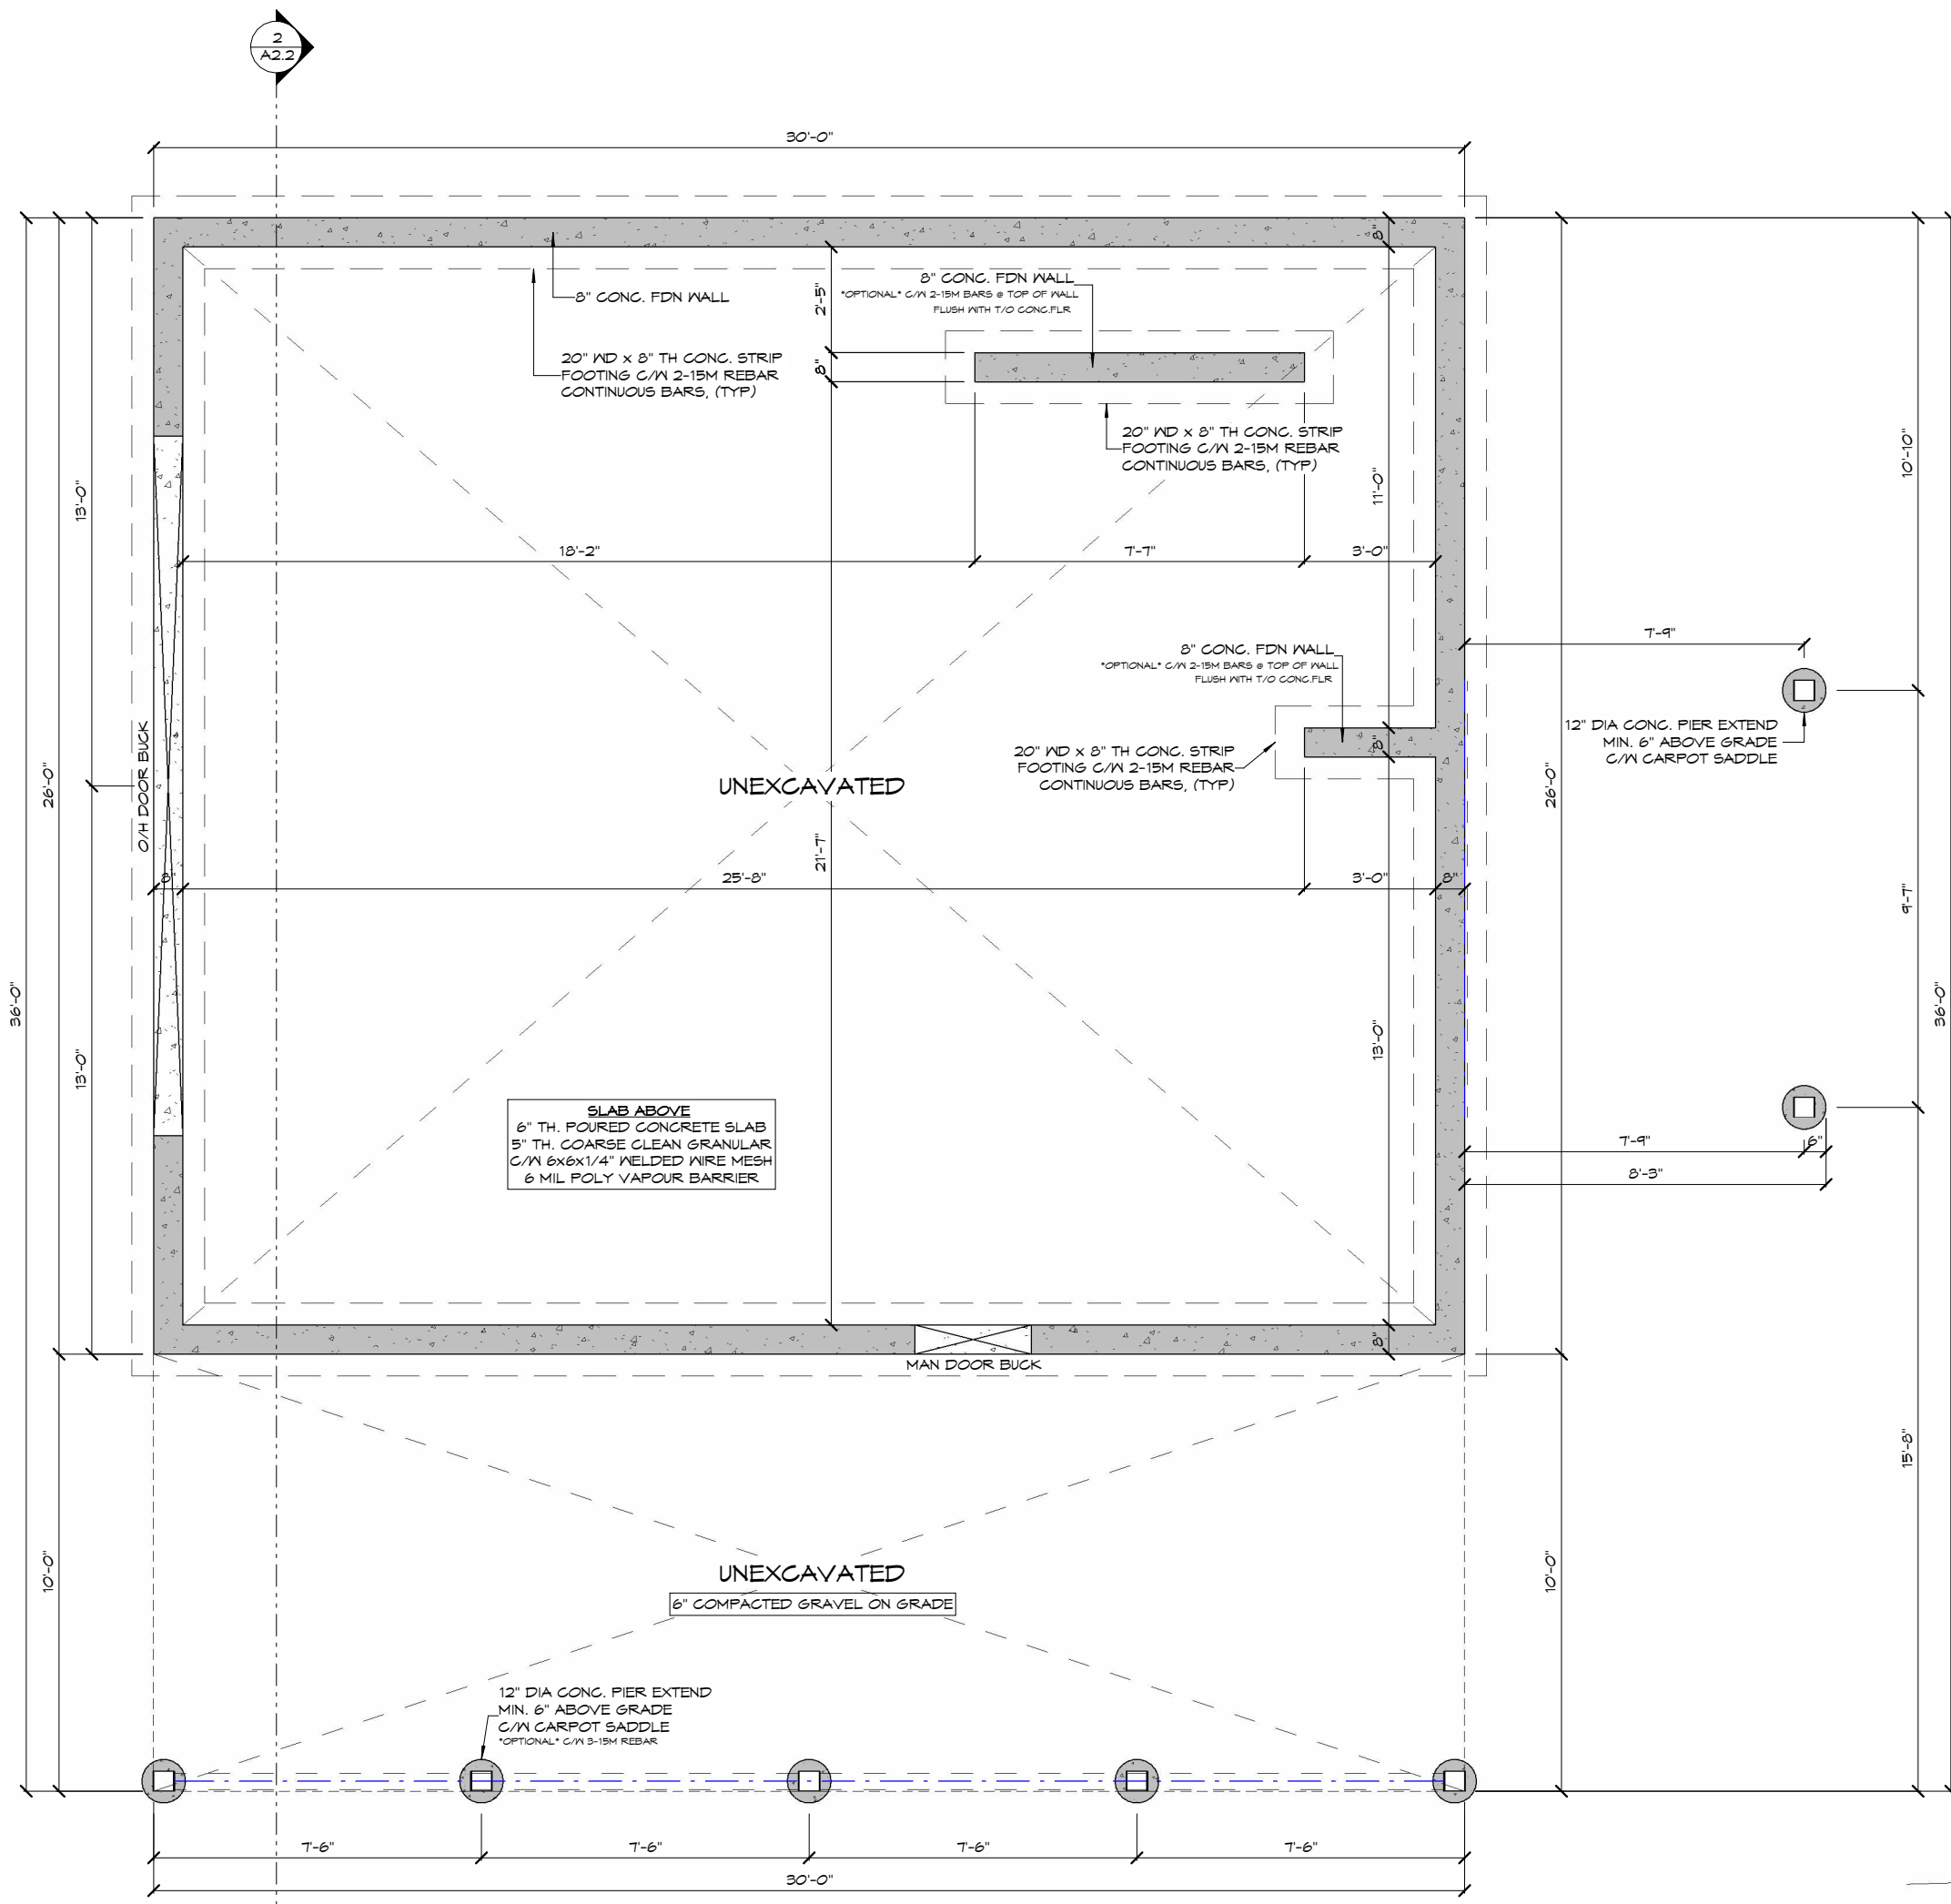 2
A2.2
30'-0"
8"
8" CONC. FDN WALL
*OPTIONAL* C/W 2-15M BARS @ TOP OF WALL
FLUSH WITH T/O CONC.FLR
2'-5"
8" CONC. FDN WALL
20" WD x 8" TH CONC. STRIP
FOOTING C/W 2-15M REBAR
CONTINUOUS BARS, (TYP)
8"
20" WD x 8" TH CONC. STRIP
FOOTING C/W 2-15M REBAR
CONTINUOUS BARS, (TYP)
10'-10"
13'-0"
11'-0"
18'-2"
7'-7"
3'-0"
7'-9"
8" CONC. FDN WALL
*OPTIONAL* C/W 2-15M BARS @ TOP OF WALL
FLUSH WITH T/O CONC.FLR
12" DIA CONC. PIER EXTEND
MIN. 6" ABOVE GRADE
C/W CARPOT SADDLE
8"
20" WD x 8" TH CONC. STRIP
FOOTING C/W 2-15M REBAR
CONTINUOUS BARS, (TYP)
26'-0"
O/H DOOR BUCK
UNEXCAVATED
26'-0"
21'-7"
8"
25'-8"
3'-0"
8"
9'-7"
36'-0"
13'-0"
13'-0"
36'-0"
SLAB ABOVE
6" TH. POURED CONCRETE SLAB
5" TH. COARSE CLEAN GRANULAR
C/W 6x6x1/4" WELDED WIRE MESH
6 MIL POLY VAPOUR BARRIER
7'-9"
6"
8'-3"
8"
MAN DOOR BUCK
15'-8"
10'-0"
UNEXCAVATED
6" COMPACTED GRAVEL ON GRADE
10'-0"
12" DIA CONC. PIER EXTEND
MIN. 6" ABOVE GRADE
C/W CARPOT SADDLE
*OPTIONAL* C/W 3-15M REBAR
7'-6"
7'-6"
7'-6"
7'-6"
30'-0"